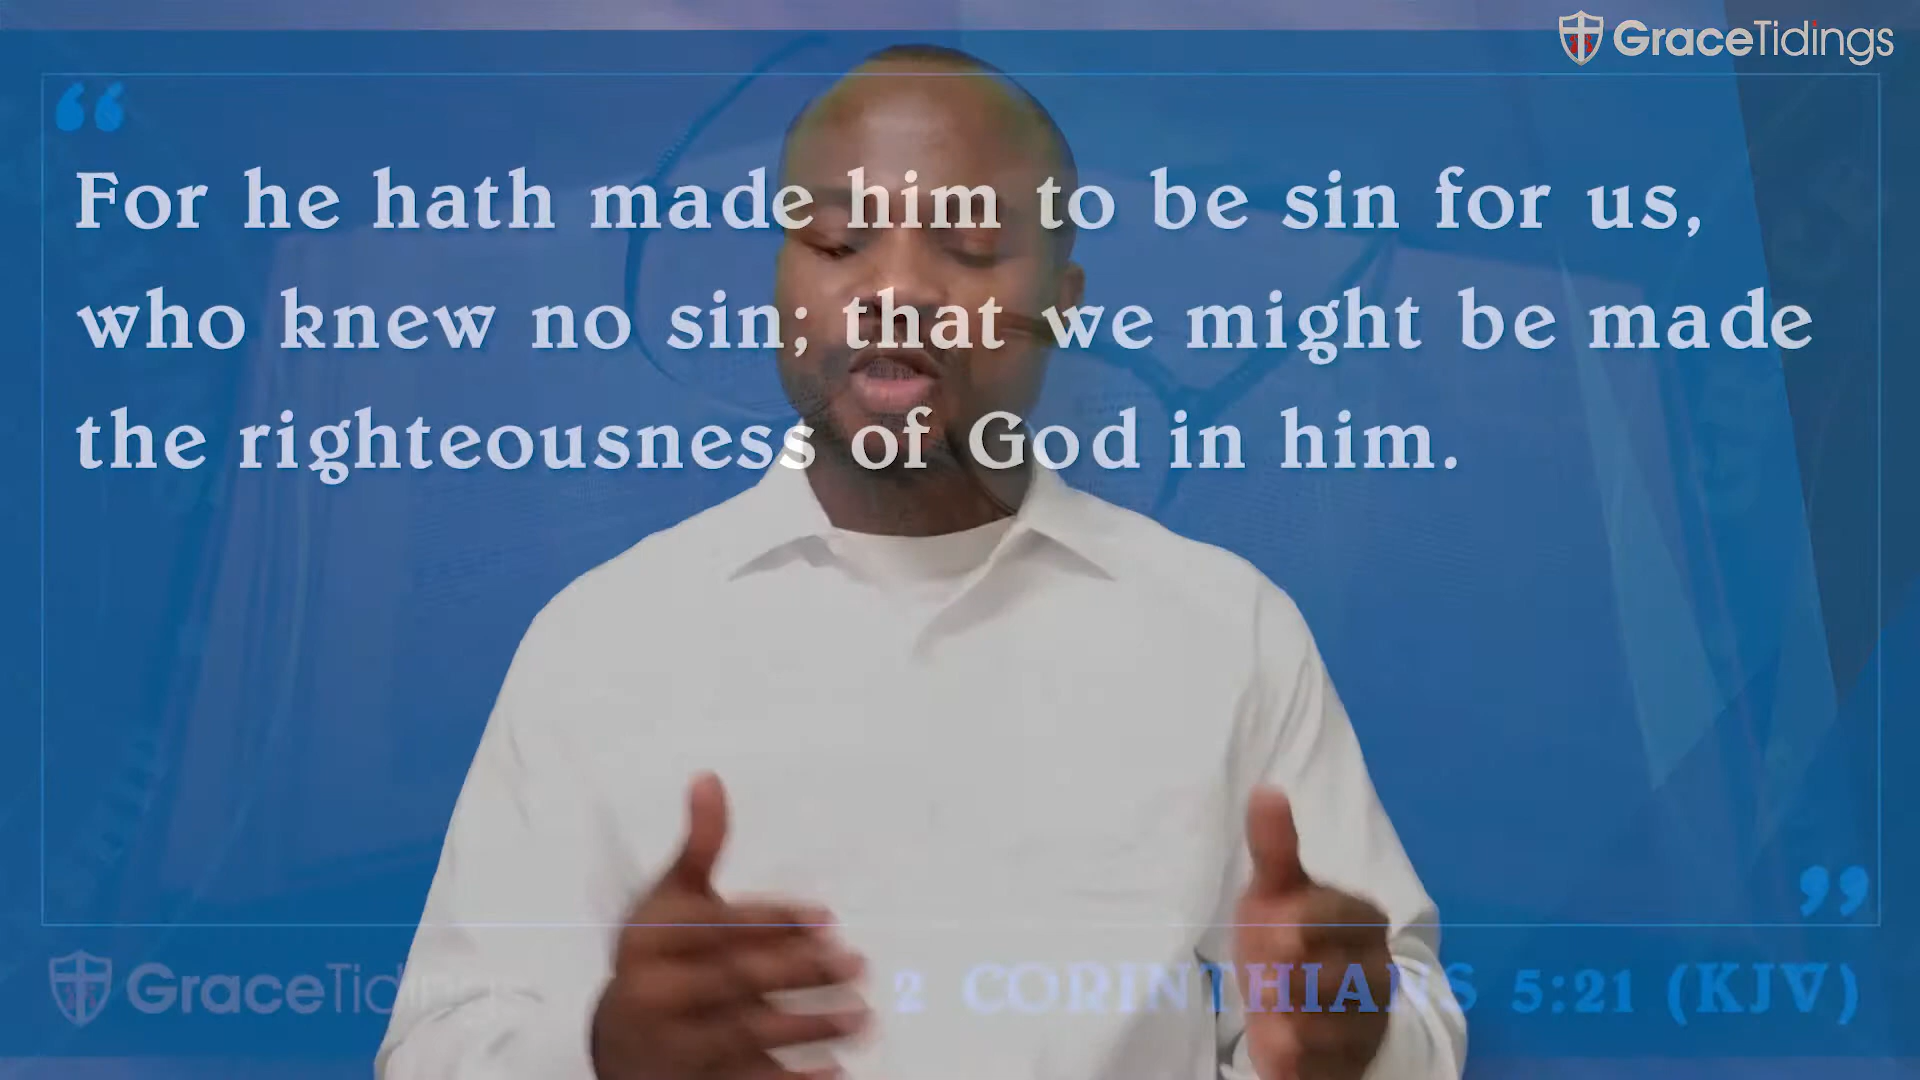 GraceTidings
“
For he hath made him to be sin for us,
who knew no sin; that we might be made
the righteousness of God in him.
”
GraceTidings
2 CORINTHIANS 5:21 (KJV)